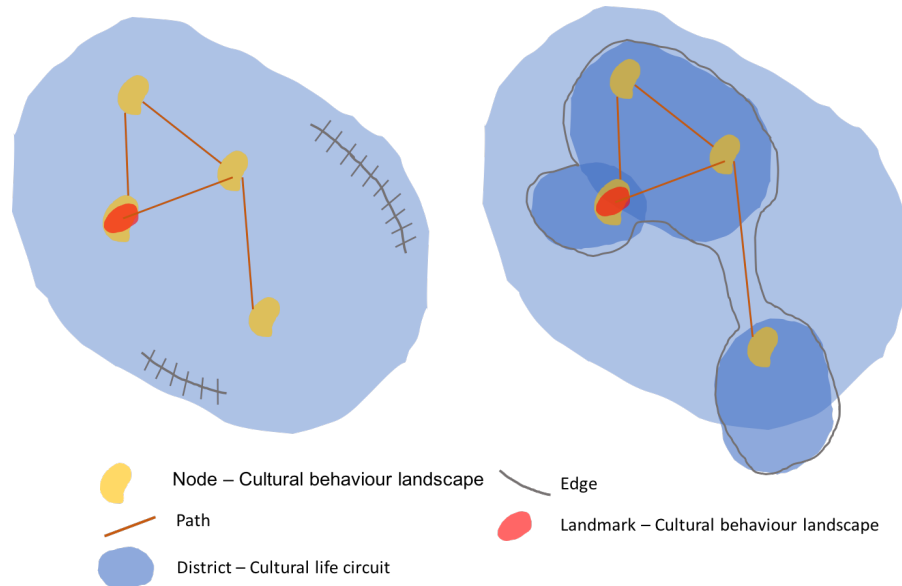 Node – Cultural behaviour landscape
Path
District – Cultural life circuit
Edge
Landmark – Cultural behaviour landscape